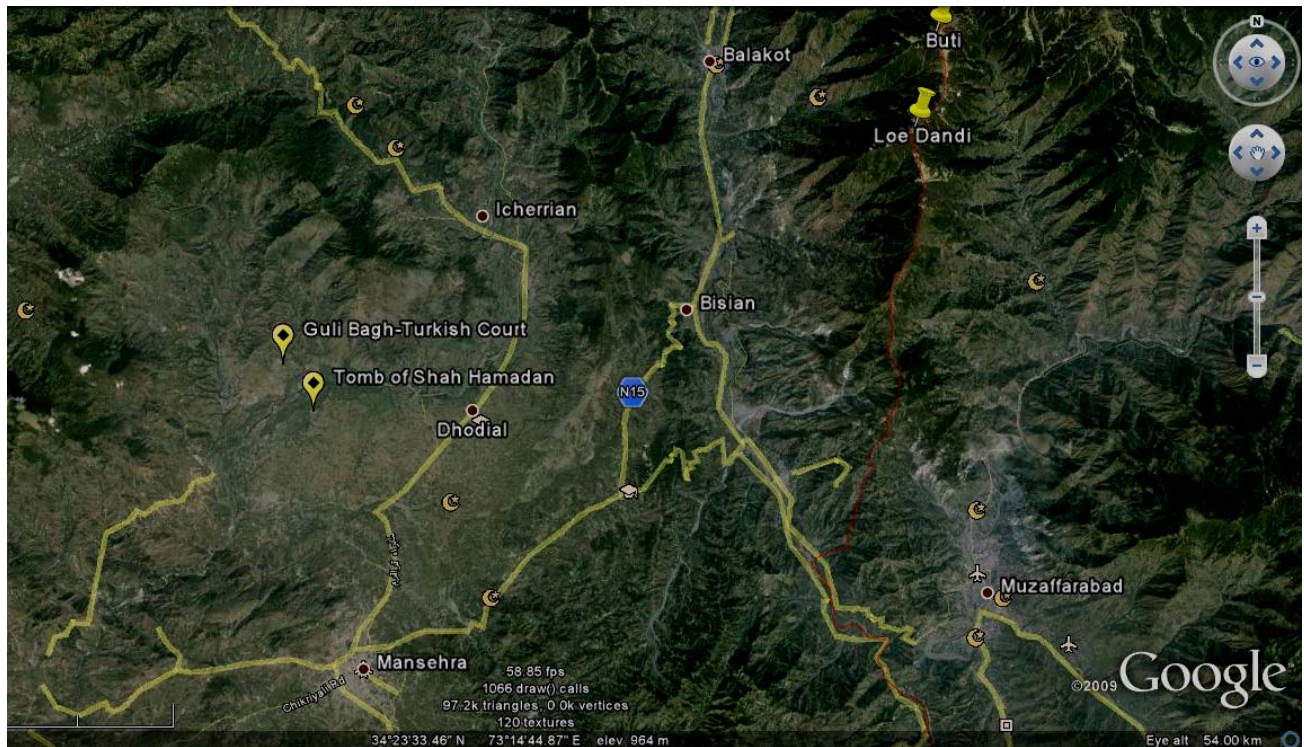 Buti
Balakot
Loe Dandi
Icherrian
Bisian
Guli Bagh-Turkish Court
Tomb of Shah Hamadan
N15
Dhodial
Muzaffarabad
Mansehra
Chikriyali Rd
58.85 fps
1066 draw() calls
97.2k triangles, 0.0k vertices
120 textures
©2009 Google
34°23'33.46" N 73°14'44.87" E elev 964 m
Eye alt 54.00 km
N